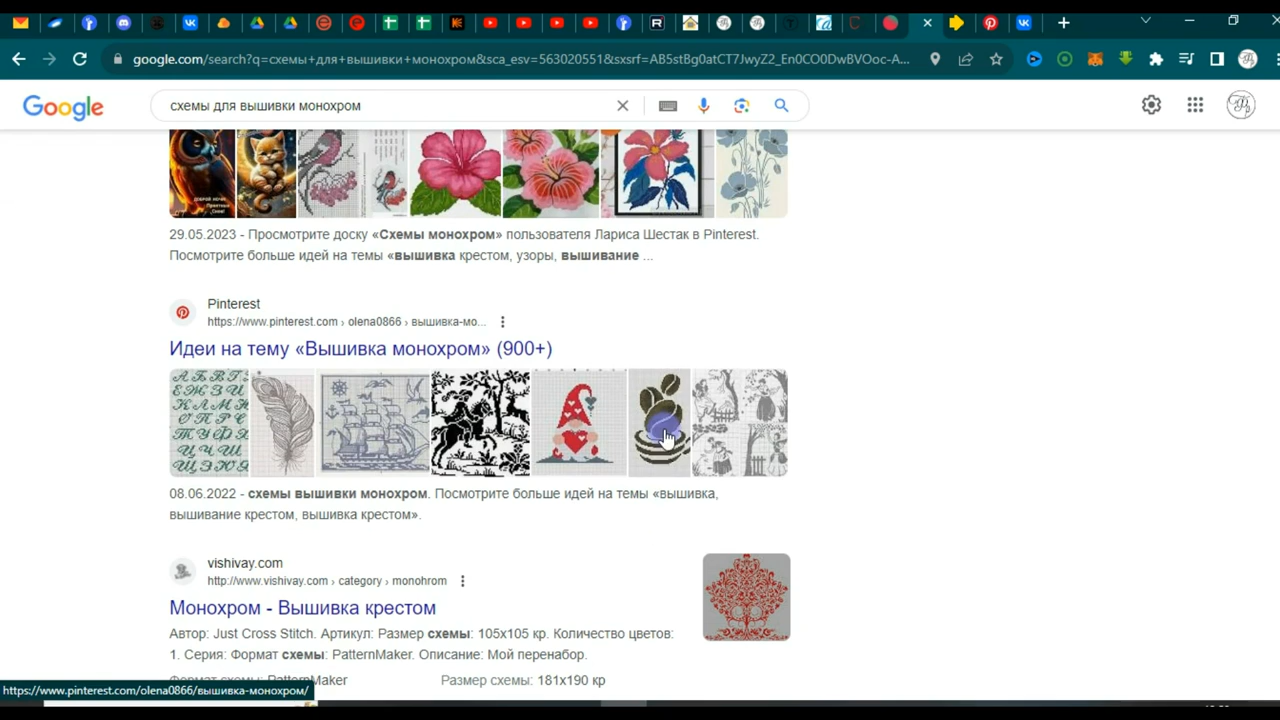 google.com/search?q=схемы+для+вышивки+монохром&sca_esv=563020551&sxsrf=AB5stBg0atCT7JwyZ2_En0CO0DwBVOoc-A...
Google
схемы для вышивки монохром
29.05.2023 - Просмотрите доску «Схемы монохром» пользователя Лариса Шестак в Pinterest.
Посмотрите больше идей на темы «вышивка крестом, узоры, вышивание ...
Pinterest
https://www.pinterest.com › olena0866 › вышивка-мо...
Идеи на тему «Вышивка монохром» (900+)
08.06.2022 - схемы вышивки монохром. Посмотрите больше идей на темы «вышивка,
вышивание крестом, вышивка крестом».
vishivay.com
http://www.vishivay.com › category › monohrom
Монохром - Вышивка крестом
Автор: Just Cross Stitch. Артикул: Размер схемы: 105x105 кр. Количество цветов:
1. Серия: Формат схемы: PatternMaker. Описание: Мой перенабор.
Формат схемы: PatternMaker Размер схемы: 181x190 кр
https://www.pinterest.com/olena0866/вышивка-монохром/